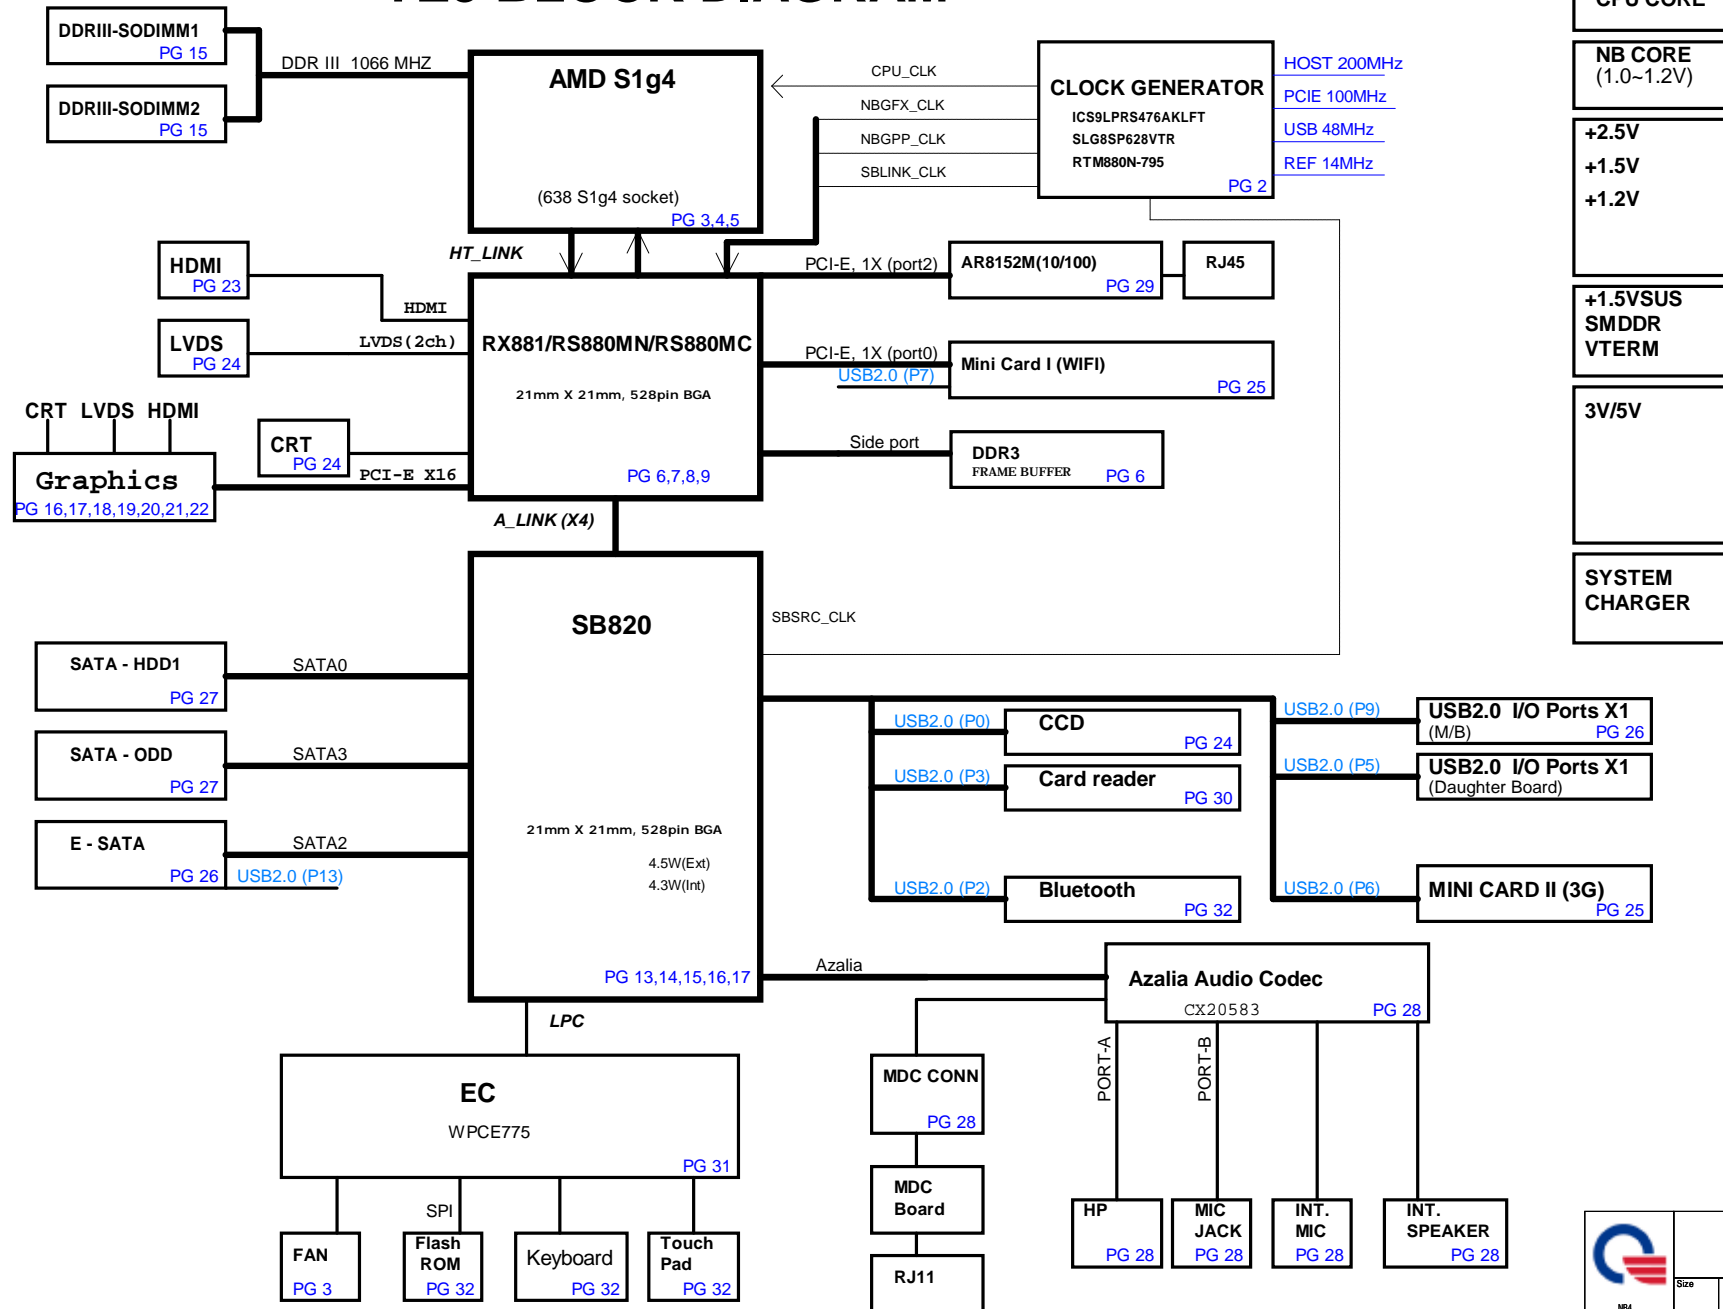 DDRIII-SODIMM1
PG 15
DDRIII-SODIMM2
PG 15
DDR III 1066 MHZ
AMD S1g4
(638 S1g4 socket)
PG 3,4,5
CPU_CLK
NBGFX_CLK
NBGPP_CLK
SBLINK_CLK
CLOCK GENERATOR
ICS9LPRS476AKLFT
SLG8SP628VTR
RTM880N-795
PG 2
HOST 200MHz
PCIE 100MHz
USB 48MHz
REF 14MHz
NB CORE
(1.0~1.2V)
+2.5V
+1.5V
+1.2V
+1.5VSUS
SMDDR
VTERM
3V/5V
SYSTEM
CHARGER
HT_LINK
HDMI
PG 23
HDMI
LVDS
PG 24
LVDS(2ch)
CRT LVDS HDMI
CRT
PG 24
Graphics
PG 16,17,18,19,20,21,22
PCI-E X16
RX881/RS880MN/RS880MC
21mm X 21mm, 528pin BGA
PG 6,7,8,9
PCI-E, 1X (port2)
AR8152M(10/100)
PG 29
RJ45
PCI-E, 1X (port0)
USB2.0 (P7)
Mini Card I (WIFI)
PG 25
Side port
DDR3
FRAME BUFFER
PG 6
A_LINK (X4)
SB820
21mm X 21mm, 528pin BGA
4.5W(Ext)
4.3W(Int)
PG 13,14,15,16,17
SBSRC_CLK
SATA - HDD1
PG 27
SATA0
SATA - ODD
PG 27
SATA3
E - SATA
PG 26
SATA2
USB2.0 (P13)
USB2.0 (P0)
CCD
PG 24
USB2.0 (P3)
Card reader
PG 30
USB2.0 (P2)
Bluetooth
PG 32
USB2.0 (P9)
USB2.0 I/O Ports X1
(M/B)
PG 26
USB2.0 (P5)
USB2.0 I/O Ports X1
(Daughter Board)
USB2.0 (P6)
MINI CARD II (3G)
PG 25
Azalia
Azalia Audio Codec
CX20583
PG 28
LPC
EC
WPCE775
PG 31
MDC CONN
PG 28
MDC
Board
RJ11
PORT-A
PORT-B
SPI
FAN
PG 3
Flash
ROM
PG 32
Keyboard
PG 32
Touch
Pad
PG 32
HP
PG 28
MIC
JACK
PG 28
INT.
MIC
PG 28
INT.
SPEAKER
PG 28
Size